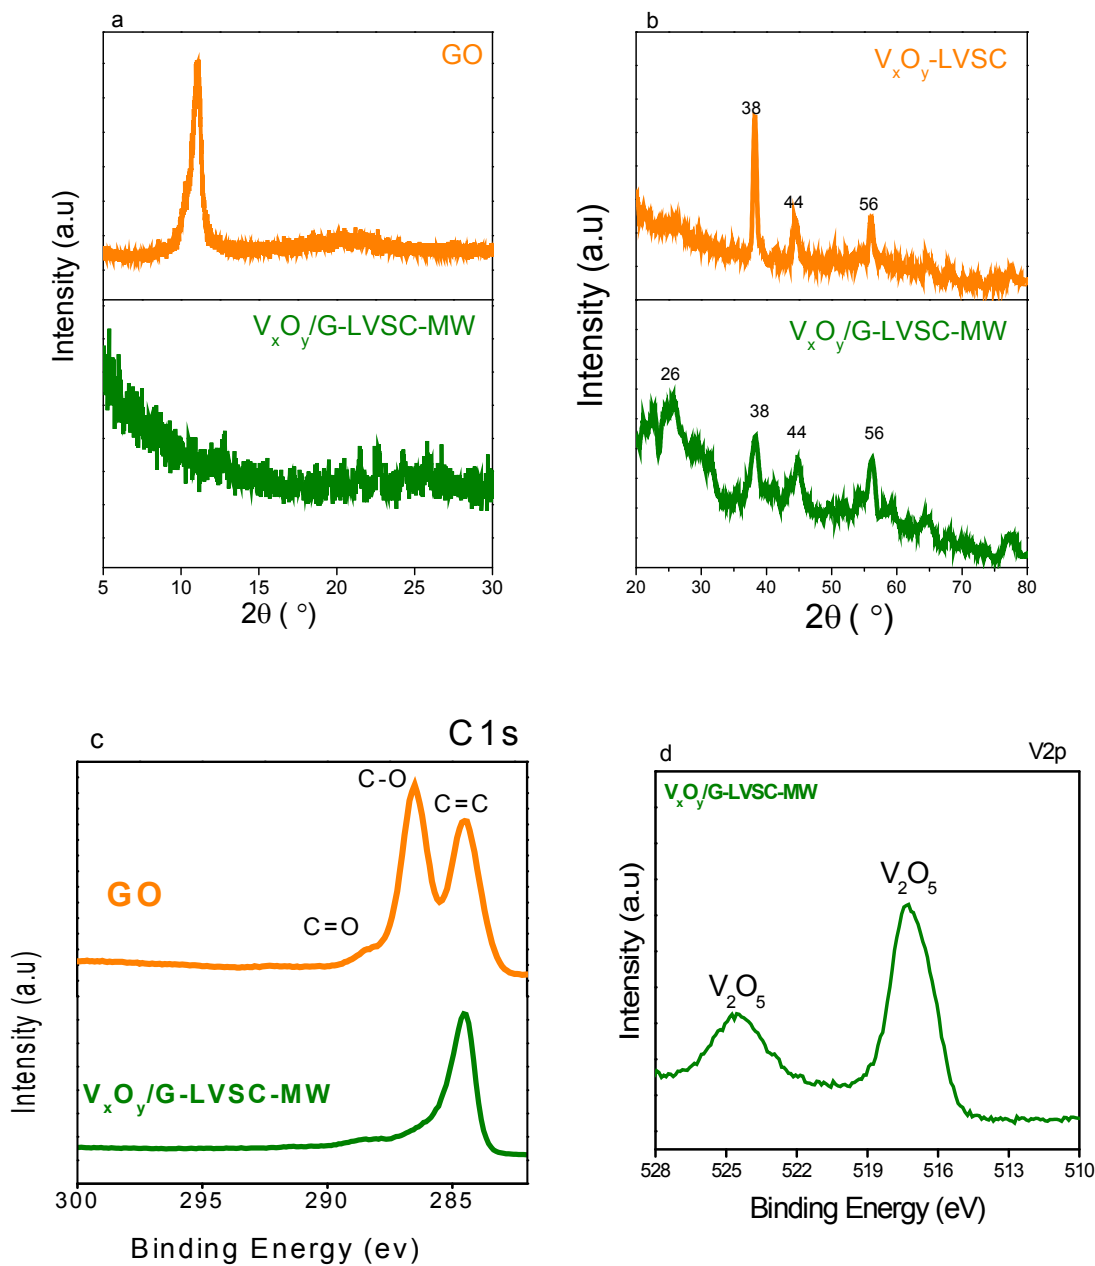 a
GO
Intensity (a.u)
VxOy/G-LVSC-MW
5 10 15 20 25 30
2θ ( °)
b
VxOy-LVSC
38
44
56
Intensity (a.u)
VxOy/G-LVSC-MW
26
38
44
56
20 30 40 50 60 70 80
2θ ( °)
c
C1s
C-O
C=C
GO
C=O
Intensity (a.u)
VxOy/G-LVSC-MW
300 295 290 285
Binding Energy (ev)
d
V2p
VxOy/G-LVSC-MW
V2O5
V2O5
Intensity (a.u)
528 525 522 519 516 513 510
Binding Energy (eV)